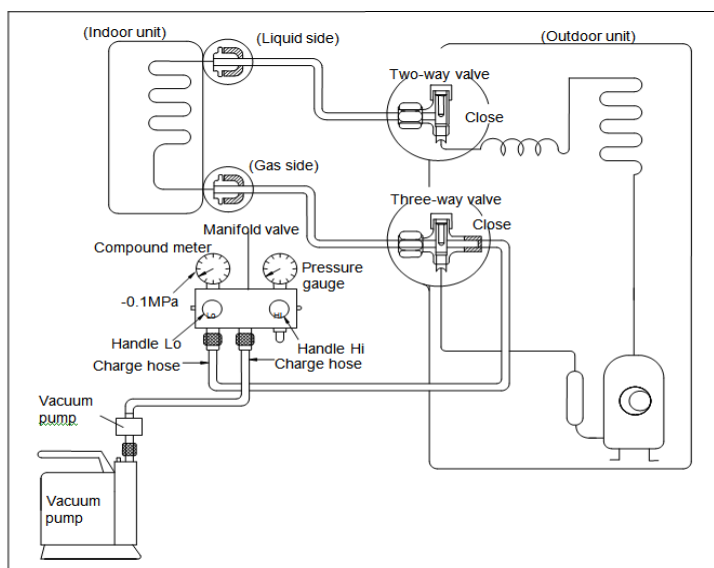 (Indoor unit)
(Liquid side)
(Outdoor unit)
Two-way valve
Close
(Gas side)
Three-way valve
Close
Manifold valve
Compound meter
Pressure
gauge
-0.1MPa
LO
HI
Handle Lo
Handle Hi
Charge hose
Charge hose
Vacuum
pump
Vacuum
pump